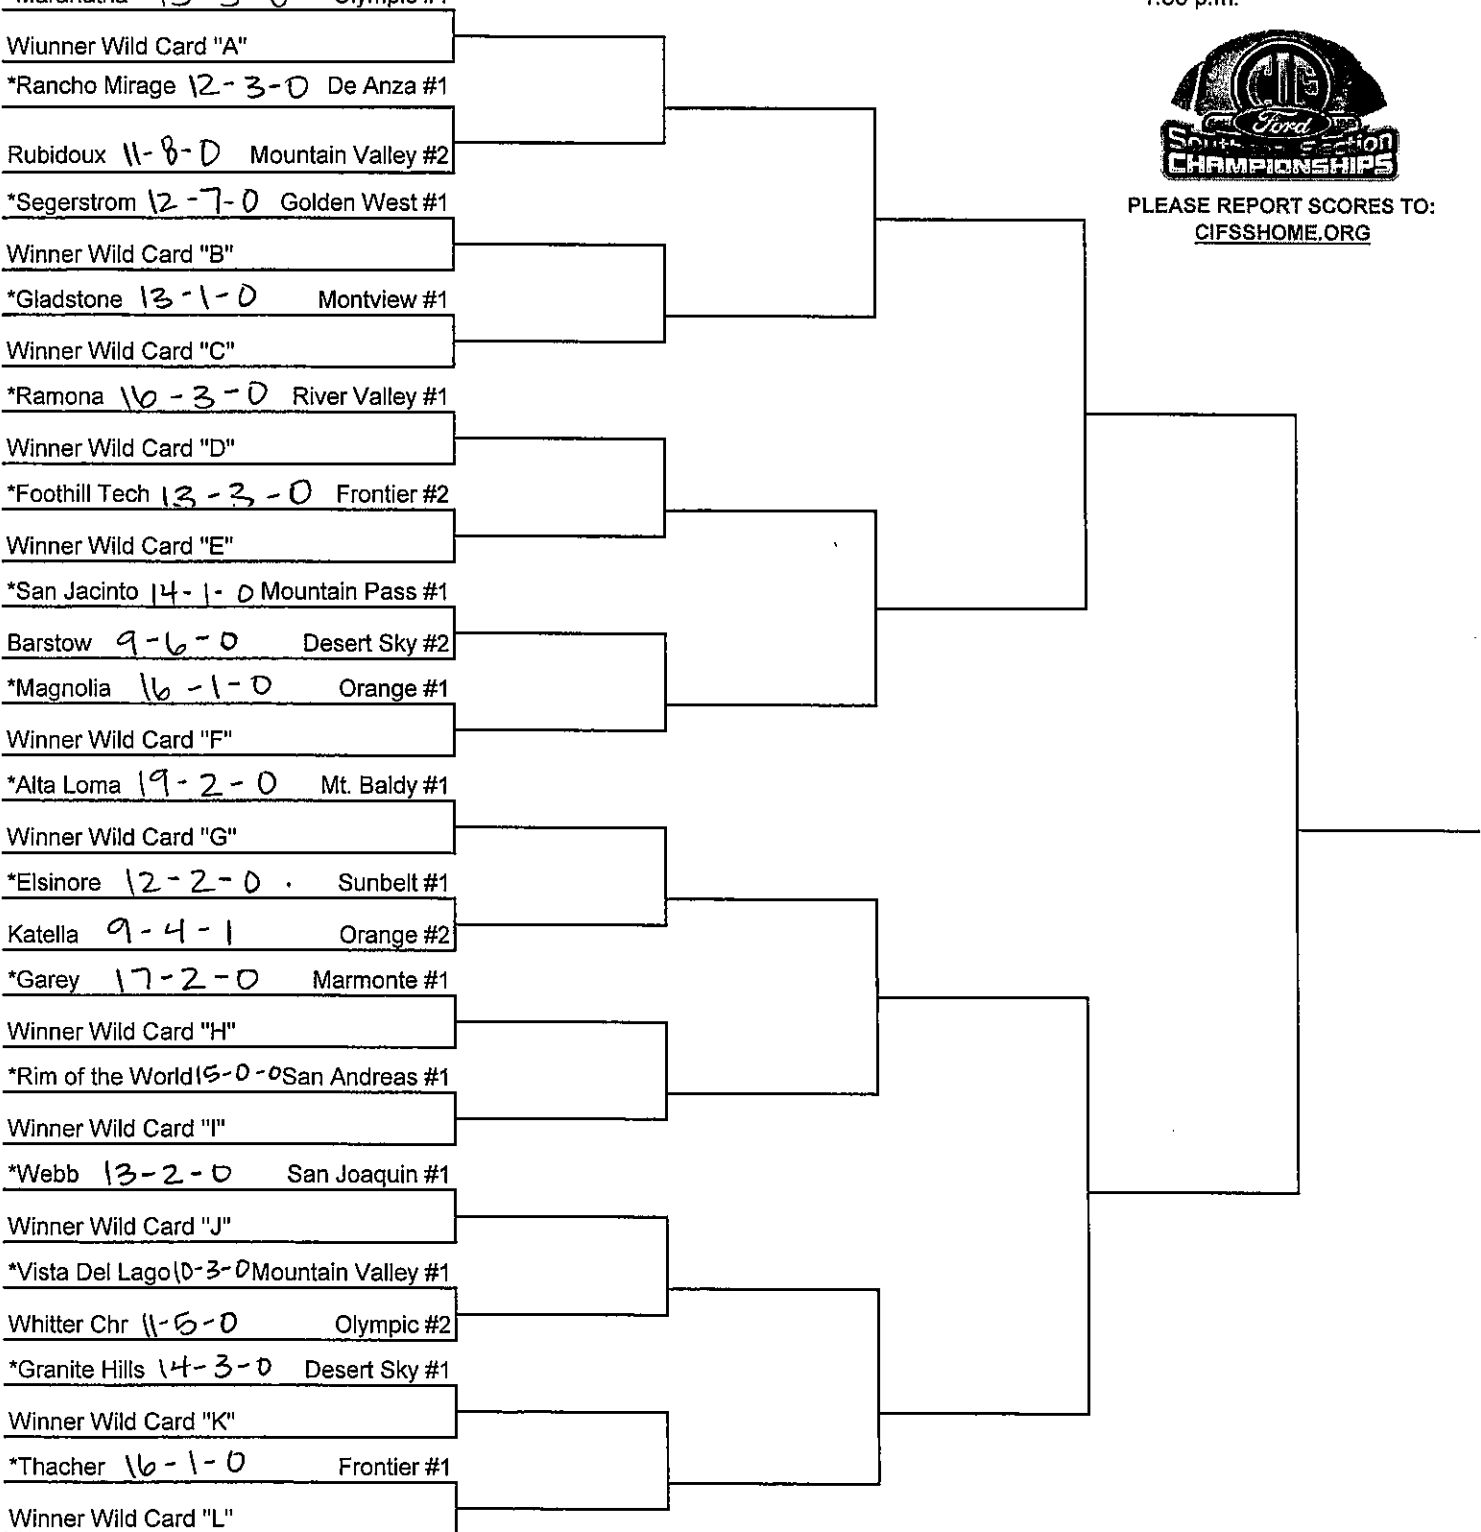 *Maranatha 13-3-0 Olympic #1
7:30 p.m.
Wiunner Wild Card "A"
*Rancho Mirage 12-3-0 De Anza #1
Rubidoux 11-8-0 Mountain Valley #2
*Segerstrom 12-7-0 Golden West #1
Winner Wild Card "B"
*Gladstone 13-1-0 Montview #1
Winner Wild Card "C"
*Ramona 16-3-0 River Valley #1
Winner Wild Card "D"
*Foothill Tech 13-3-0 Frontier #2
Winner Wild Card "E"
*San Jacinto 14-1-0 Mountain Pass #1
Barstow 9-6-0 Desert Sky #2
*Magnolia 16-1-0 Orange #1
Winner Wild Card "F"
*Alta Loma 19-2-0 Mt. Baldy #1
Winner Wild Card "G"
*Elsinore 12-2-0 Sunbelt #1
Katella 9-4-1 Orange #2
*Garey 17-2-0 Marmonte #1
Winner Wild Card "H"
*Rim of the World 15-0-0 San Andreas #1
Winner Wild Card "I"
*Webb 13-2-0 San Joaquin #1
Winner Wild Card "J"
*Vista Del Lago 10-3-0 Mountain Valley #1
Whitter Chr 11-5-0 Olympic #2
*Granite Hills 14-3-0 Desert Sky #1
Winner Wild Card "K"
*Thacher 16-1-0 Frontier #1
Winner Wild Card "L"
CIF
Ford
Southern Section
CHAMPIONSHIPS
PLEASE REPORT SCORES TO:
CIFSSHOME.ORG